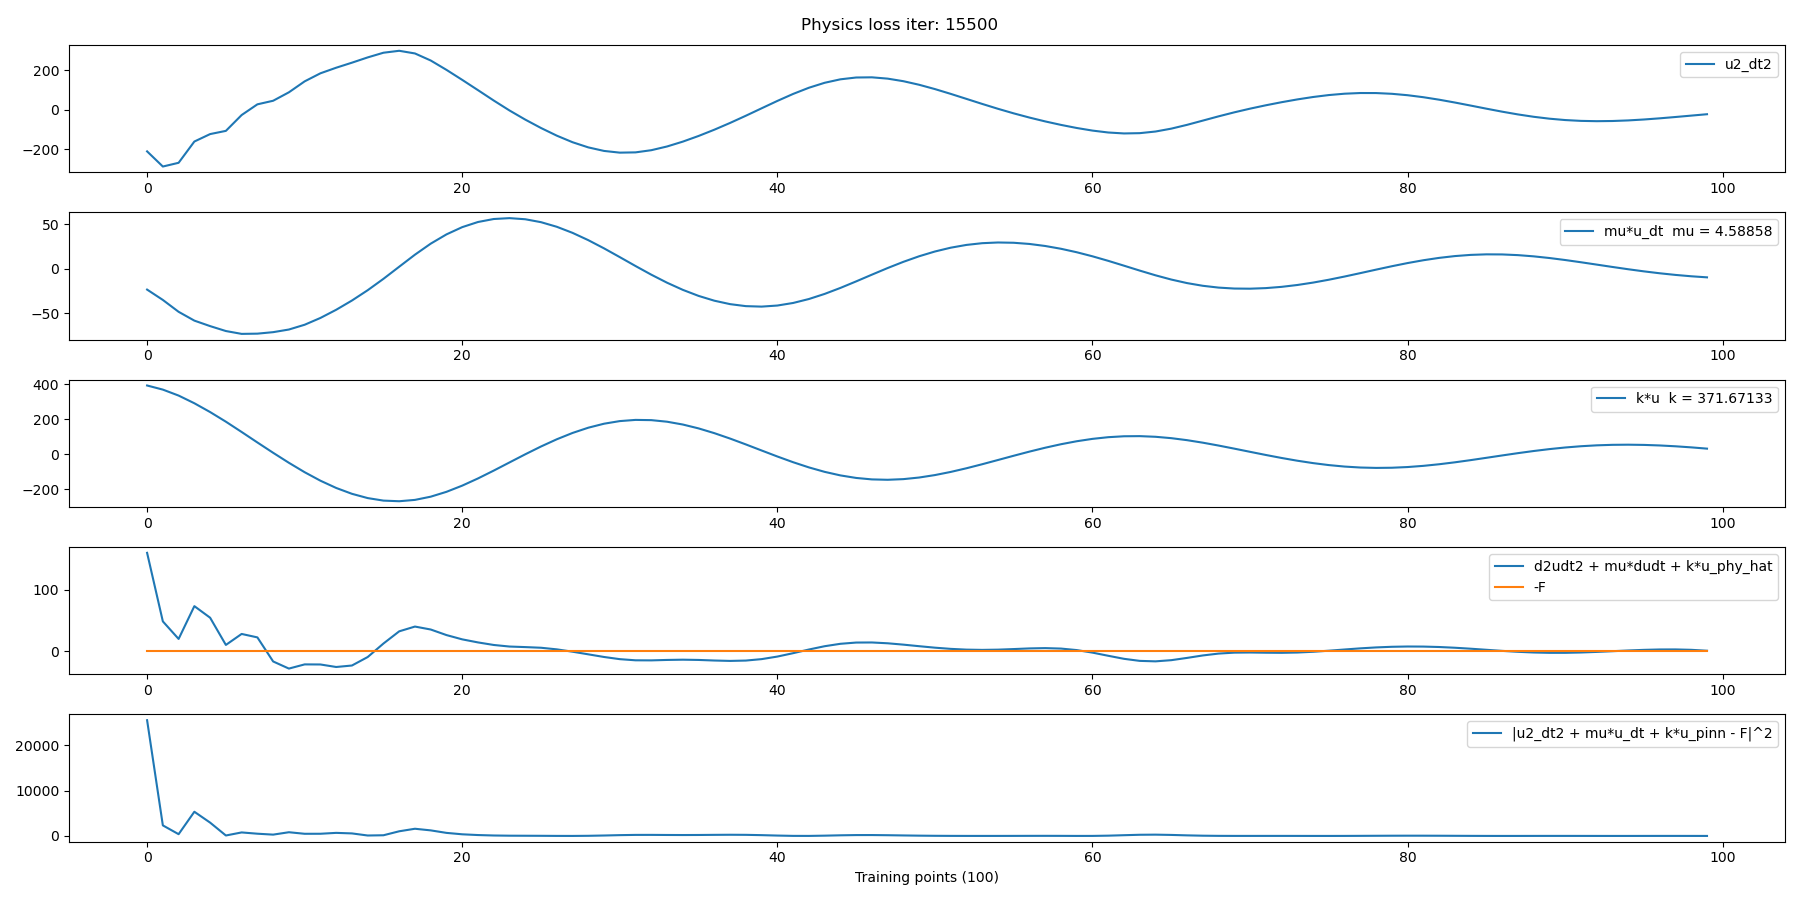 Physics loss iter: 15500
200
0
−200
u2_dt2
0 20 40 60 80 100
50
0
−50
mu*u_dt  mu = 4.58858
0 20 40 60 80 100
400
200
0
−200
k*u  k = 371.67133
0 20 40 60 80 100
100
0
d2udt2 + mu*dudt + k*u_phy_hat
-F
0 20 40 60 80 100
20000
10000
0
|u2_dt2 + mu*u_dt + k*u_pinn - F|^2
0 20 40 60 80 100
Training points (100)